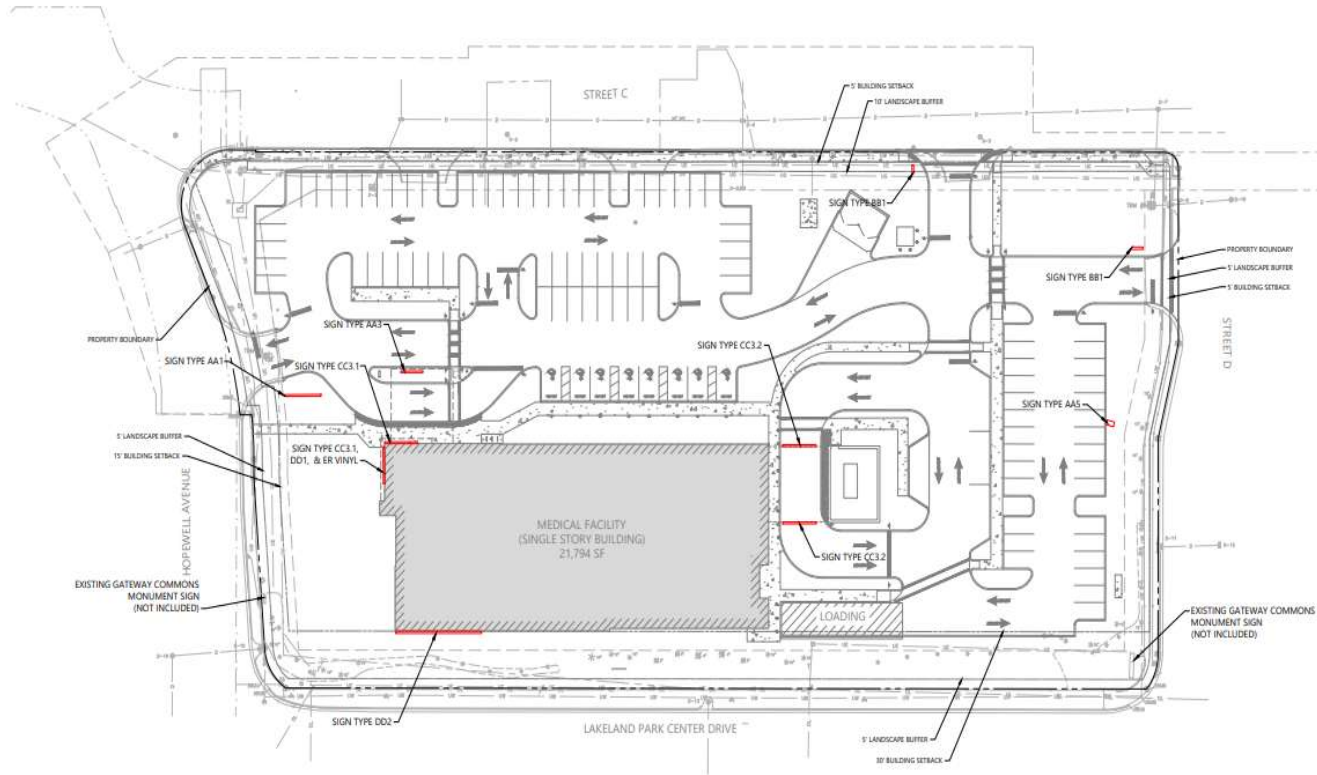 STREET C
5' BUILDING SETBACK
10' LANDSCAPE BUFFER
SIGN TYPE BB1
PROPERTY BOUNDARY
5' LANDSCAPE BUFFER
5' BUILDING SETBACK
SIGN TYPE BB1
STREET D
SIGN TYPE AA3
PROPERTY BOUNDARY
SIGN TYPE AA1
SIGN TYPE CC3.1
SIGN TYPE CC3.2
SIGN TYPE AA5
5' LANDSCAPE BUFFER
15' BUILDING SETBACK
SIGN TYPE CC3.1,
DD1, & ER VINYL
HOPEWELL AVENUE
MEDICAL FACILITY
(SINGLE STORY BUILDING)
21,794 SF
SIGN TYPE CC3.2
EXISTING GATEWAY COMMONS
MONUMENT SIGN
(NOT INCLUDED)
LOADING
EXISTING GATEWAY COMMONS
MONUMENT SIGN
(NOT INCLUDED)
SIGN TYPE DD2
LAKELAND PARK CENTER DRIVE
5' LANDSCAPE BUFFER
30' BUILDING SETBACK